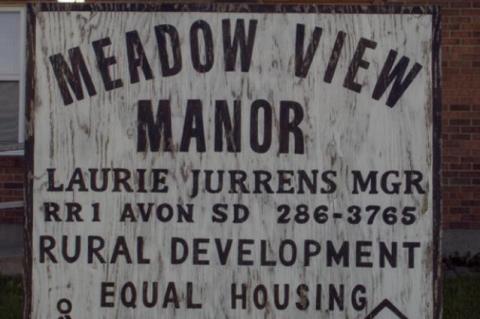 MEADOW VIEW
MANOR
LAURIE JURRENS MGR
RR1 AVON SD 286-3765
RURAL DEVELOPMENT
EQUAL HOUSING